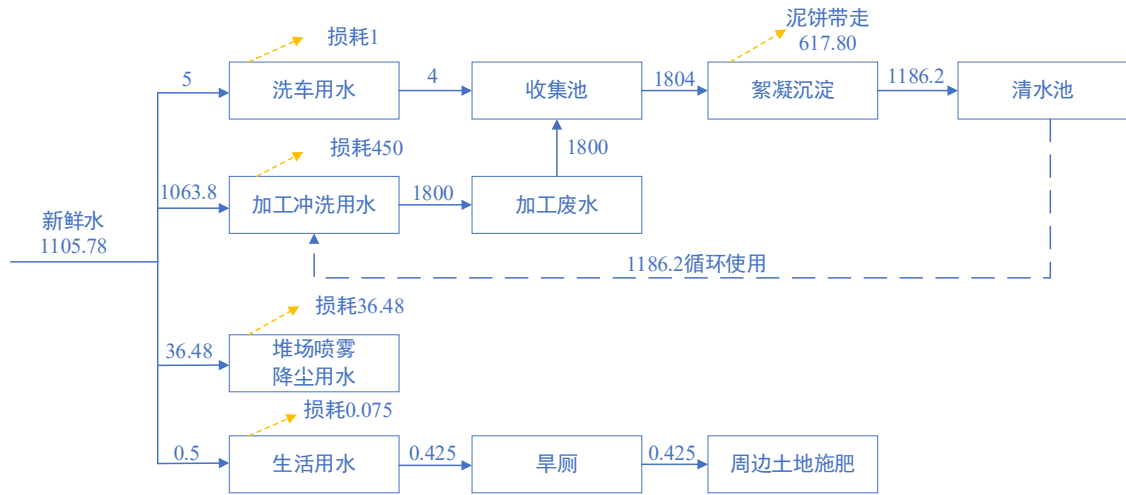 泥饼带走
617.80
损耗1
5
洗车用水
4
收集池
1804
絮凝沉淀
1186.2
清水池
损耗450
1800
1063.8
加工冲洗用水
1800
加工废水
新鲜水
1105.78
1186.2循环使用
损耗36.48
36.48
堆场喷雾
降尘用水
损耗0.075
0.5
生活用水
0.425
旱厕
0.425
周边土地施肥